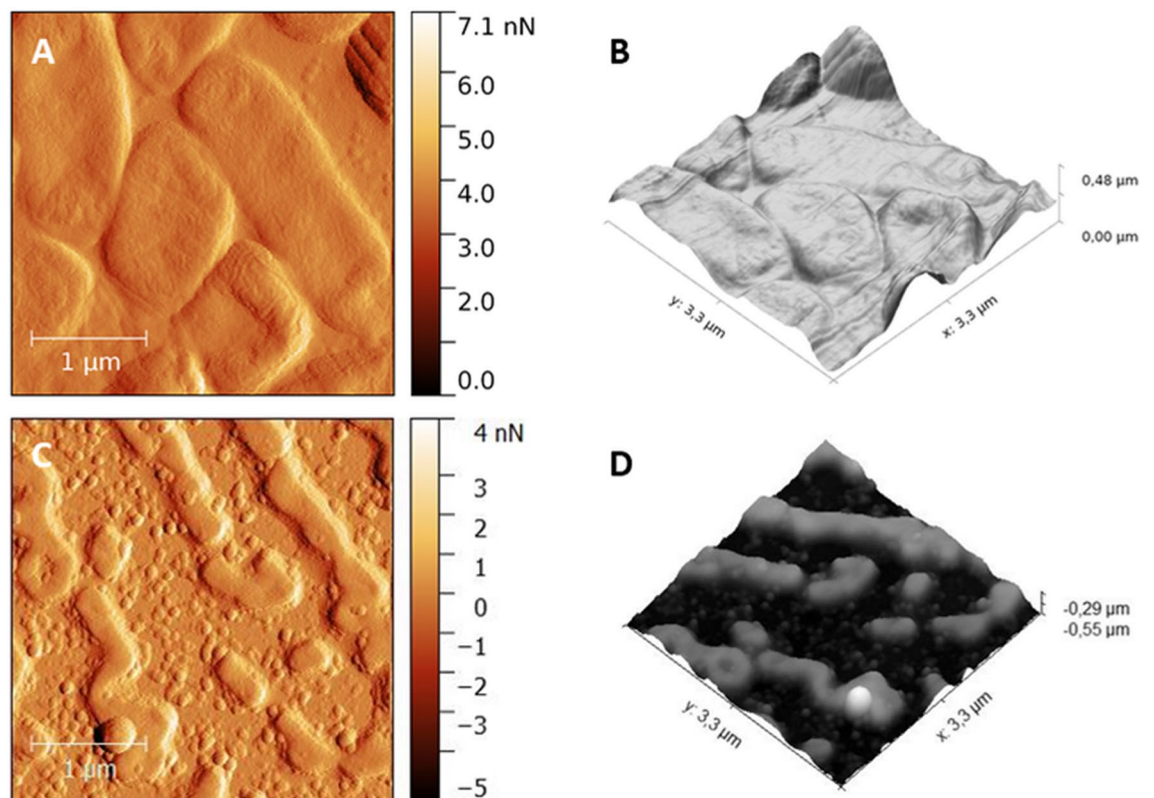 A
1 µm
7.1 nN
6.0
5.0
4.0
3.0
2.0
0.0
B
0,48 µm
0,00 µm
y: 3,3 µm
x: 3,3 µm
C
1 µm
4 nN
3
2
1
0
−1
−2
−3
−5
D
-0,29 µm
-0,55 µm
y: 3,3 µm
x: 3,3 µm